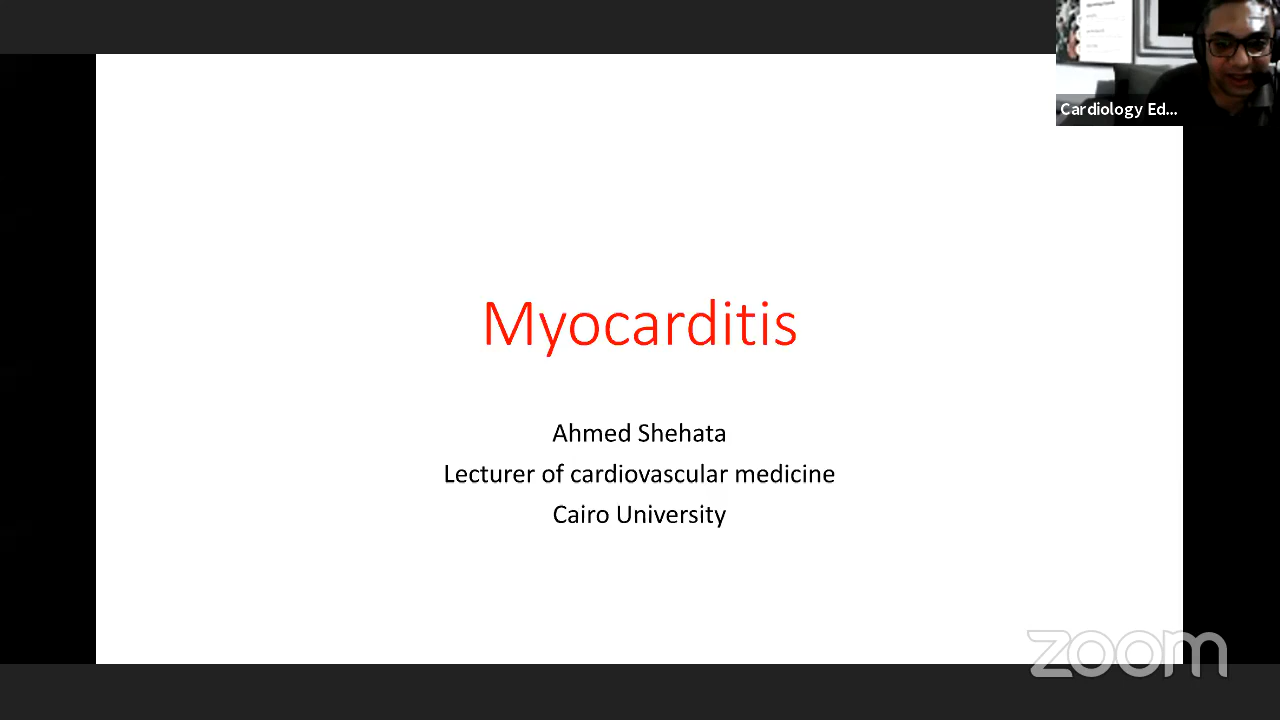 Cardiology Ed...
Myocarditis
Ahmed Shehata
Lecturer of cardiovascular medicine
Cairo University
zoom